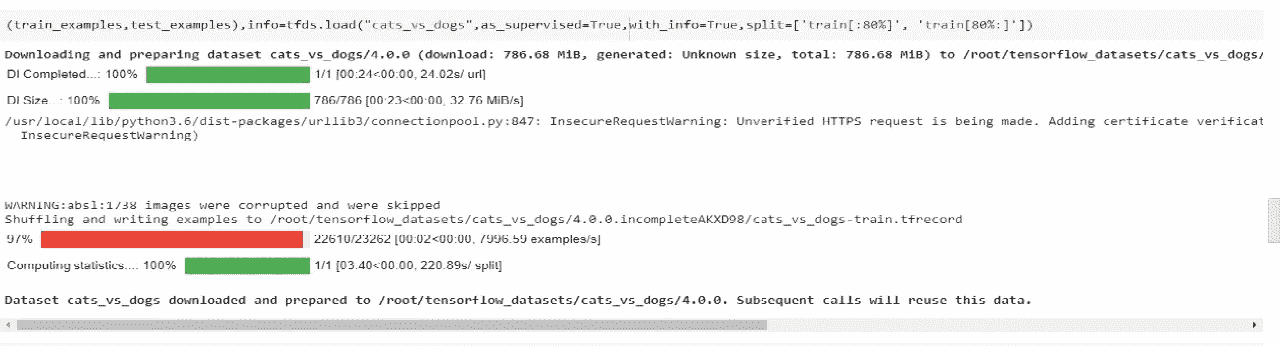 (train_examples,test_examples),info=tfds.load("cats_vs_dogs",as_supervised=True,with_info=True,split=['train[:80%]', 'train[80%:]'])
Downloading and preparing dataset cats_vs_dogs/4.0.0 (download: 786.68 MiB, generated: Unknown size, total: 786.68 MiB) to /root/tensorflow_datasets/cats_vs_dogs/
Dl Completed...: 100% 1/1 [00:24<00:00, 24.02s/ url]
Dl Size...: 100% 786/786 [00:23<00:00, 32.76 MiB/s]
/usr/local/lib/python3.6/dist-packages/urllib3/connectionpool.py:847: InsecureRequestWarning: Unverified HTTPS request is being made. Adding certificate verificat
InsecureRequestWarning)
WARNING:absl:1738 images were corrupted and were skipped
Shuffling and writing examples to /root/tensorflow_datasets/cats_vs_dogs/4.0.0.incompleteAKXD98/cats_vs_dogs-train.tfrecord
97% 22610/23262 [00:02<00:00, 7996.59 examples/s]
Computing statistics...: 100% 1/1 [03:40<00:00, 220.89s/ split]
Dataset cats_vs_dogs downloaded and prepared to /root/tensorflow_datasets/cats_vs_dogs/4.0.0. Subsequent calls will reuse this data.